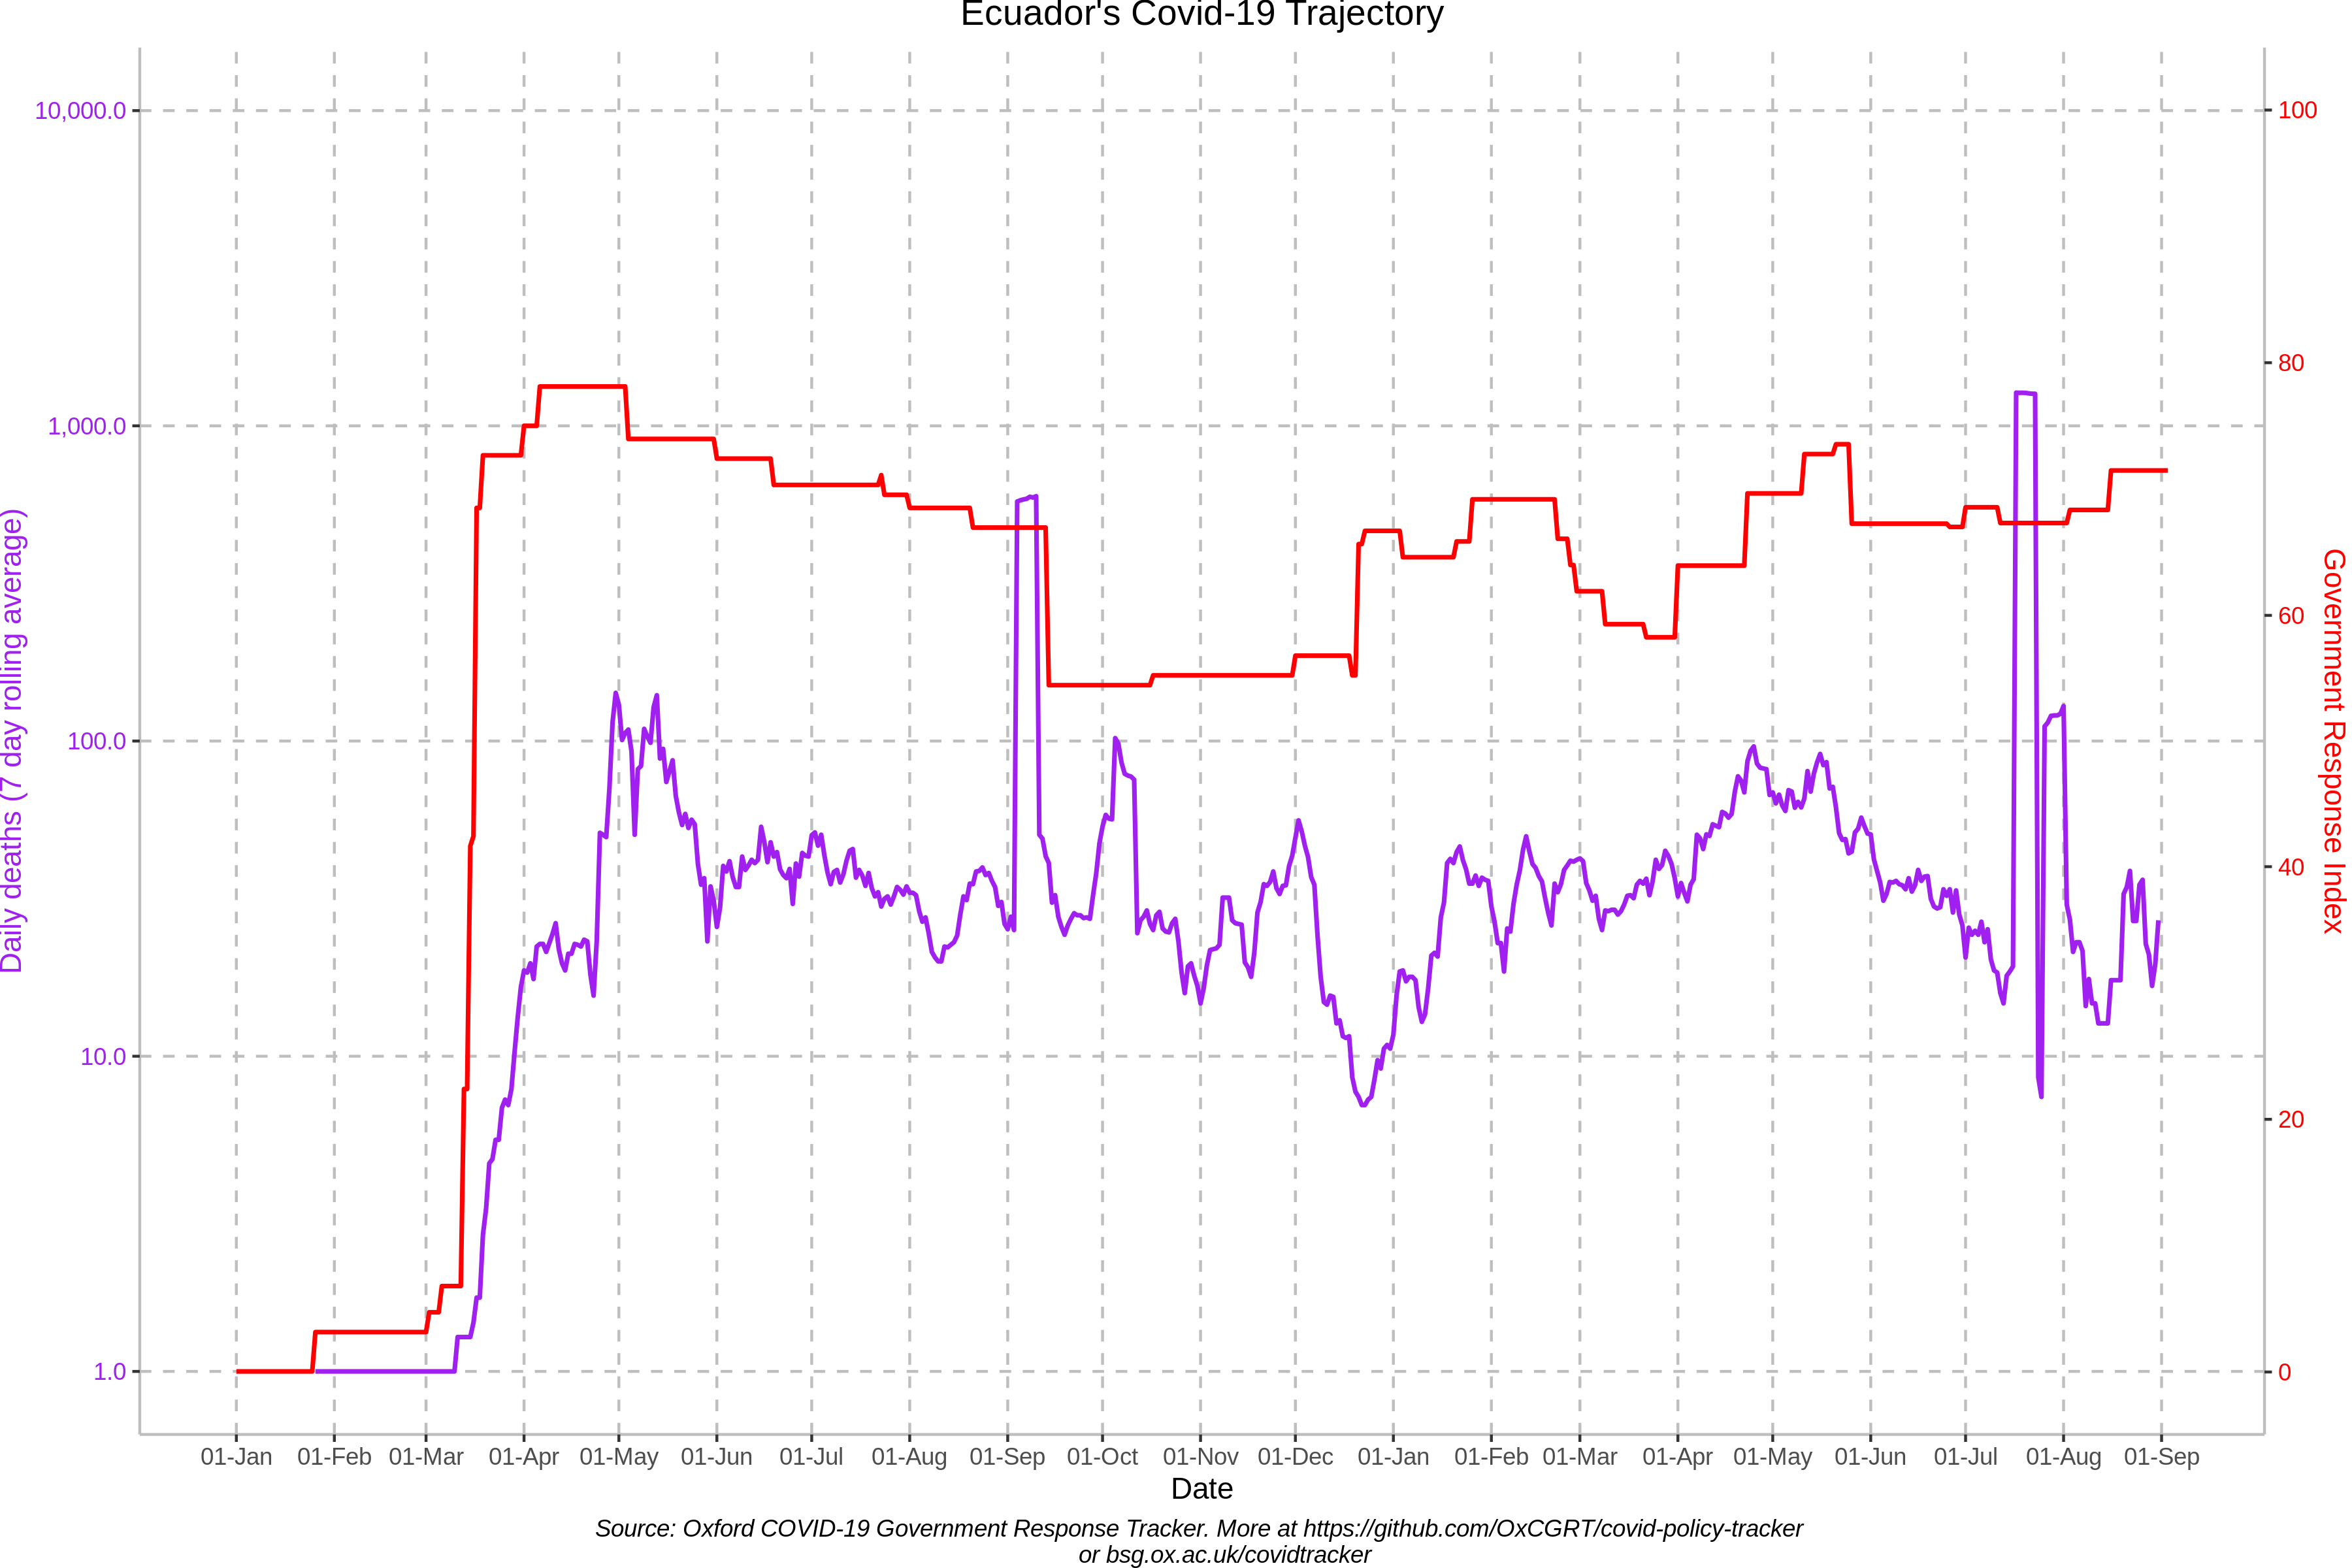 Ecuador's Covid-19 Trajectory
10,000.0
1,000.0
100.0
10.0
1.0
Daily deaths (7 day rolling average)
100
80
60
40
20
0
Government Response Index
01-Jan 01-Feb 01-Mar 01-Apr 01-May 01-Jun 01-Jul 01-Aug 01-Sep 01-Oct 01-Nov 01-Dec 01-Jan 01-Feb 01-Mar 01-Apr 01-May 01-Jun 01-Jul 01-Aug 01-Sep
Date
Source: Oxford COVID-19 Government Response Tracker. More at https://github.com/OxCGRT/covid-policy-tracker
or bsg.ox.ac.uk/covidtracker